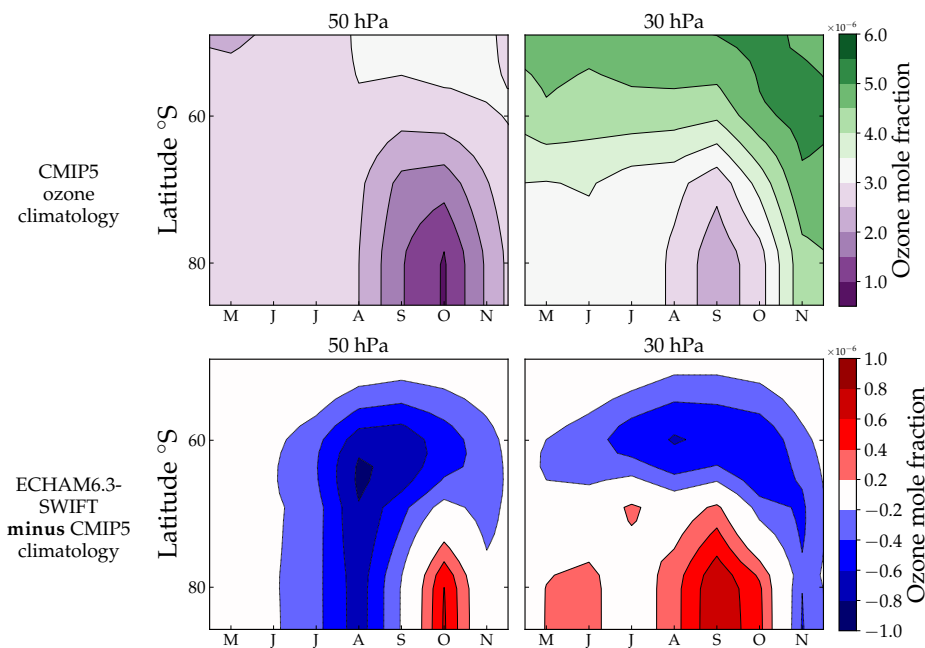 50 hPa
30 hPa
CMIP5
ozone
climatology
Latitude °S
60
80
M J J A S O N
M J J A S O N
×10⁻⁶
6.0
5.0
4.0
3.0
2.0
1.0
Ozone mole fraction
50 hPa
30 hPa
ECHAM6.3-
SWIFT
minus CMIP5
climatology
Latitude °S
60
80
M J J A S O N
M J J A S O N
×10⁻⁶
1.0
0.8
0.6
0.4
0.2
−0.2
−0.4
−0.6
−0.8
−1.0
Ozone mole fraction